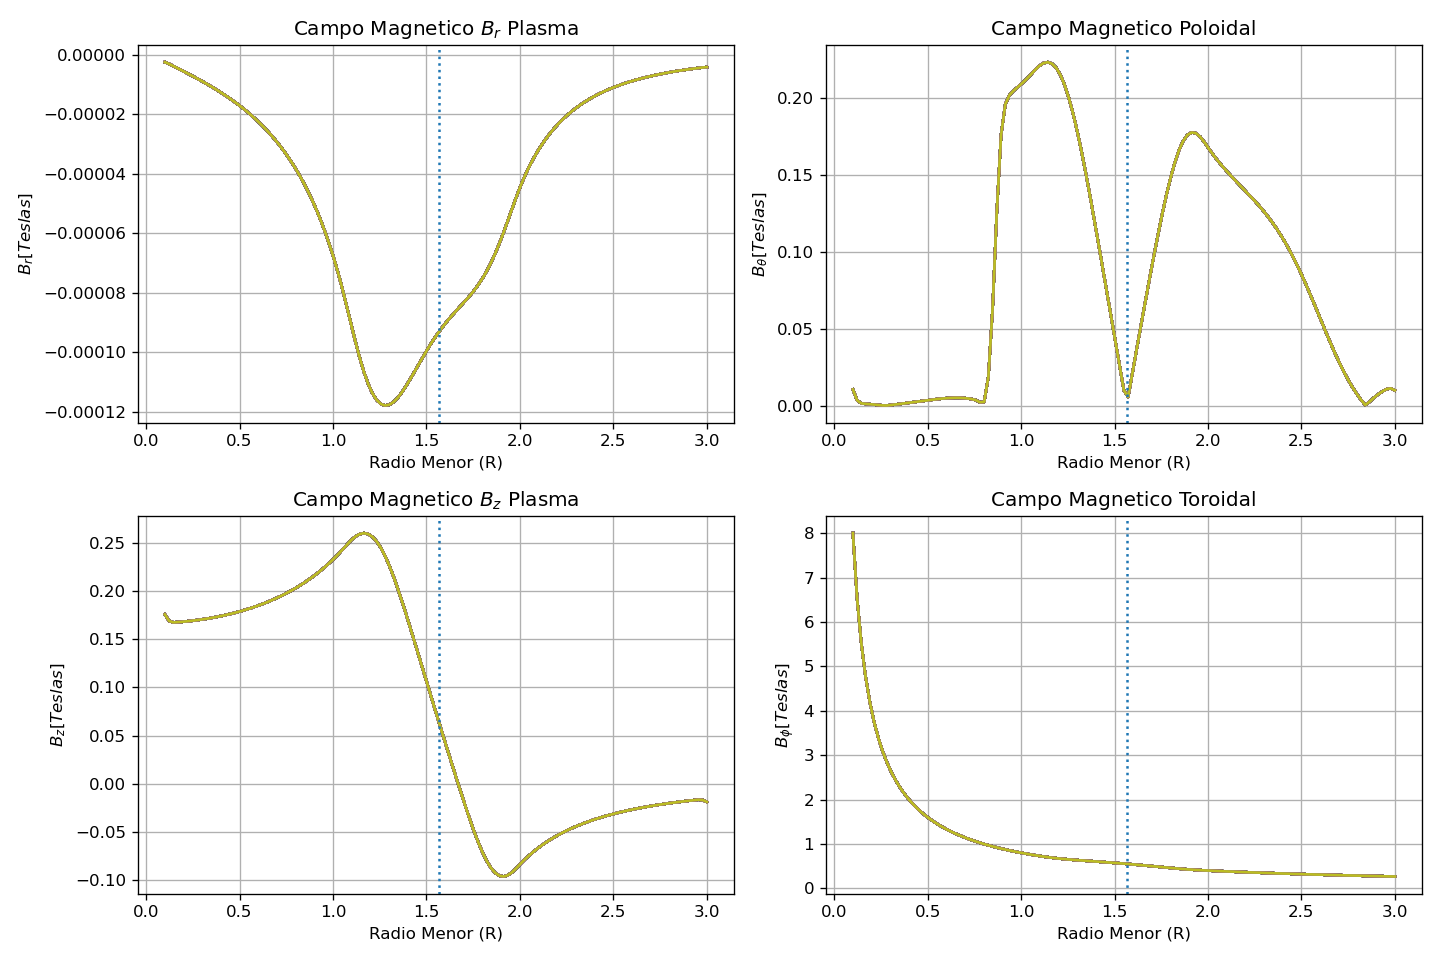 Campo Magnetico $B_r$ Plasma
0.00000
−0.00002
−0.00004
−0.00006
−0.00008
−0.00010
−0.00012
$B_r[Teslas]$
0.0 0.5 1.0 1.5 2.0 2.5 3.0
Radio Menor (R)
Campo Magnetico Poloidal
0.20
0.15
0.10
0.05
0.00
$B_θ[Teslas]$
0.0 0.5 1.0 1.5 2.0 2.5 3.0
Radio Menor (R)
Campo Magnetico $B_z$ Plasma
0.25
0.20
0.15
0.10
0.05
0.00
−0.05
−0.10
$B_z[Teslas]$
0.0 0.5 1.0 1.5 2.0 2.5 3.0
Radio Menor (R)
Campo Magnetico Toroidal
8
7
6
5
4
3
2
1
0
$B_ϕ[Teslas]$
0.0 0.5 1.0 1.5 2.0 2.5 3.0
Radio Menor (R)